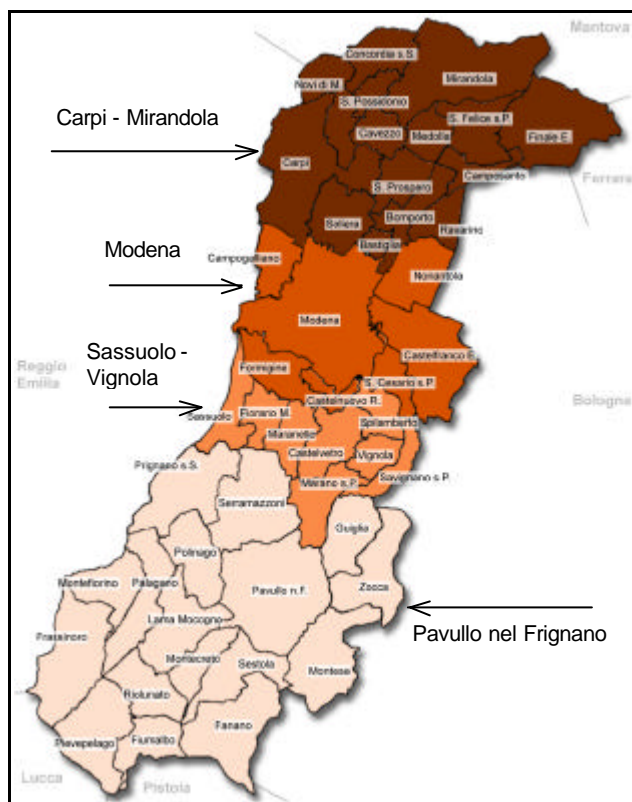 Mantova
Concordia s.S.
Mirandola
Novi di M.
S. Possidonio
S. Felice s.P.
Carpi - Mirandola
Cavezzo
Medolla
Finale E.
Carpi
Camposanto
Ferrara
S. Prospero
Soliera
Bomporto
Ravarino
Bastiglia
Modena
Campogalliano
Nonantola
Modena
Sassuolo -
Vignola
Reggio
Emilia
Castelfranco E.
Formigine
S. Cesario s.P.
Bologna
Castelnuovo R.
Sassuolo
Fiorano M.
Spilamberto
Maranello
Castelvetro
Vignola
Prignano s.S.
Marano s.P.
Savignano s.P.
Serramazzoni
Guiglia
Polinago
Montefiorino
Palagano
Pavullo n.F.
Zocca
Lama Mocogno
Frassinoro
Pavullo nel Frignano
Montecreto
Sestola
Montese
Riolunato
Fanano
Pievepelago
Fiumalbo
Lucca
Pistoia